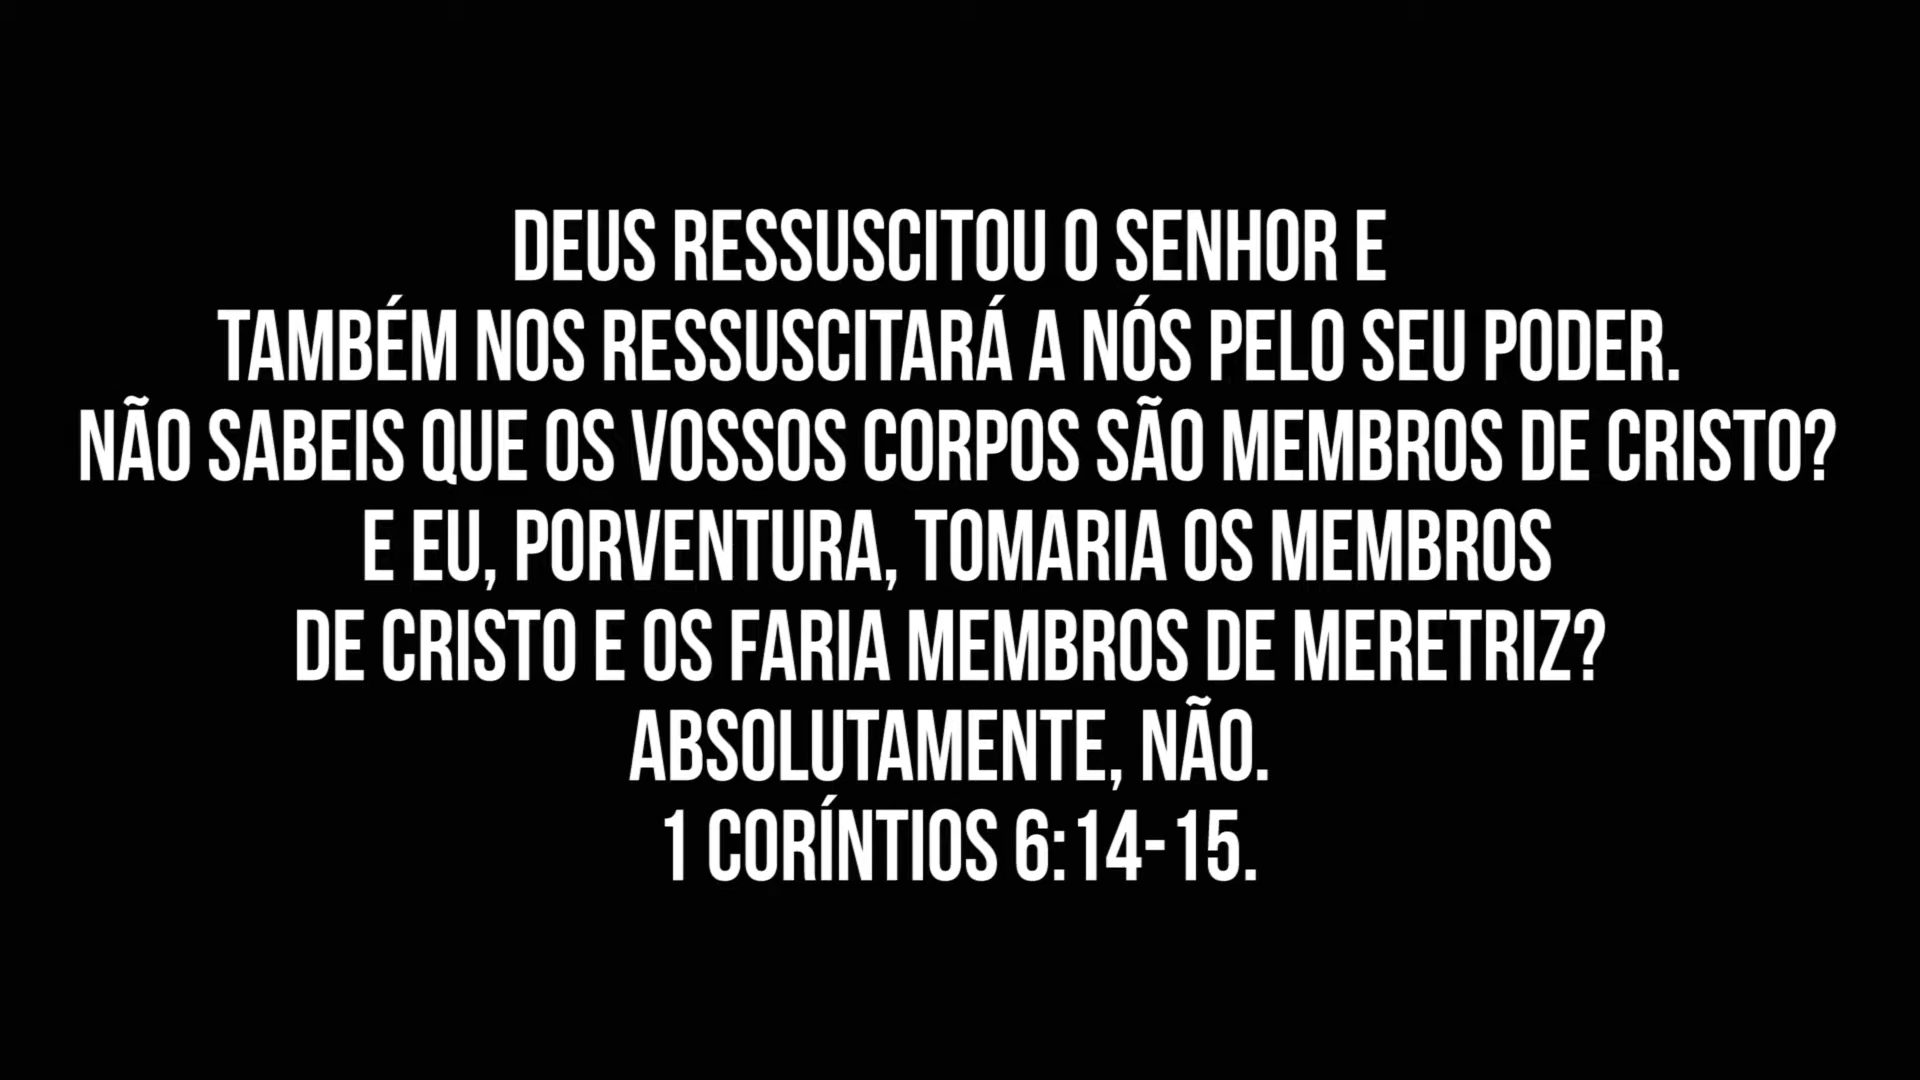 DEUS RESSUSCITOU O SENHOR E
TAMBÉM NOS RESSUSCITARÁ A NÓS PELO SEU PODER.
NÃO SABEIS QUE OS VOSSOS CORPOS SÃO MEMBROS DE CRISTO?
E EU, PORVENTURA, TOMARIA OS MEMBROS
DE CRISTO E OS FARIA MEMBROS DE MERETRIZ?
ABSOLUTAMENTE, NÃO.
1 CORÍNTIOS 6:14-15.